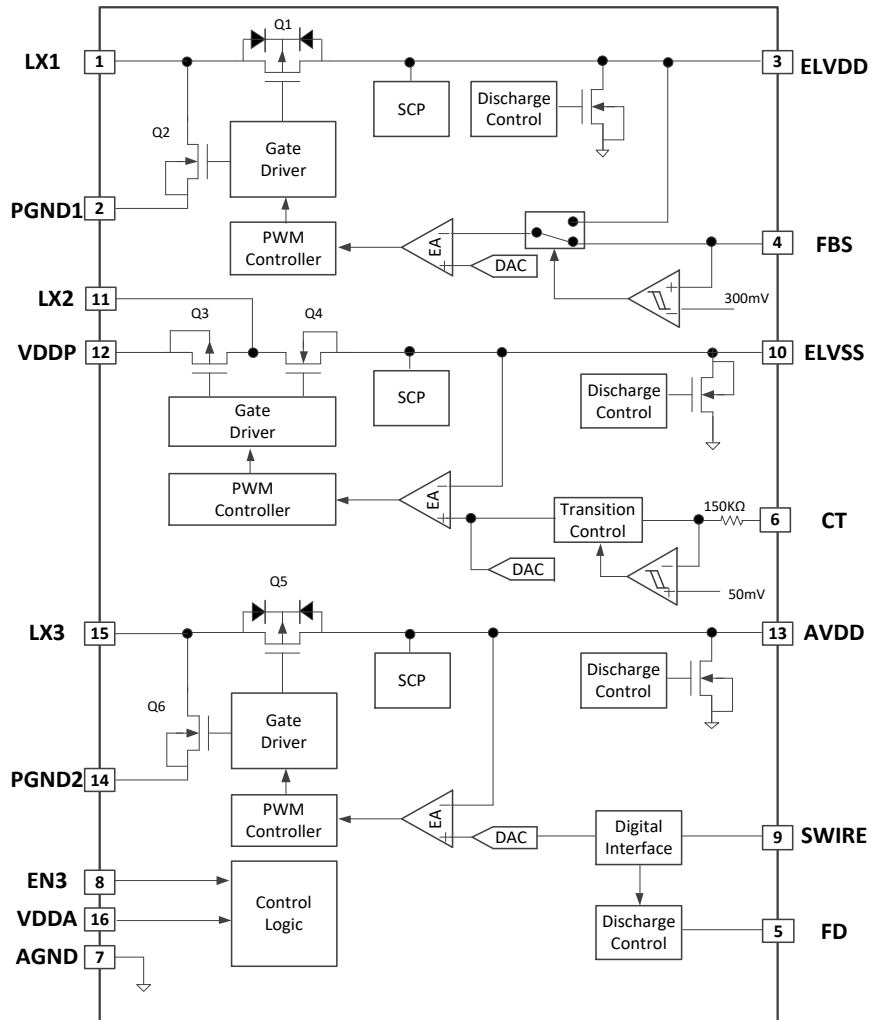 Q1
LX1
1
3
ELVDD
SCP
Discharge
Control
Q2
Gate
Driver
PGND1
2
PWM
Controller
EA
DAC
4
FBS
300mV
LX2
11
Q3
Q4
VDDP
12
10
ELVSS
SCP
Discharge
Control
Gate
Driver
PWM
Controller
EA
Transition
Control
150KΩ
6
CT
DAC
50mV
Q5
LX3
15
13
AVDD
SCP
Discharge
Control
Q6
Gate
Driver
PGND2
14
PWM
Controller
EA
DAC
Digital
Interface
9
SWIRE
EN3
8
Control
Logic
VDDA
16
Discharge
Control
5
FD
AGND
7